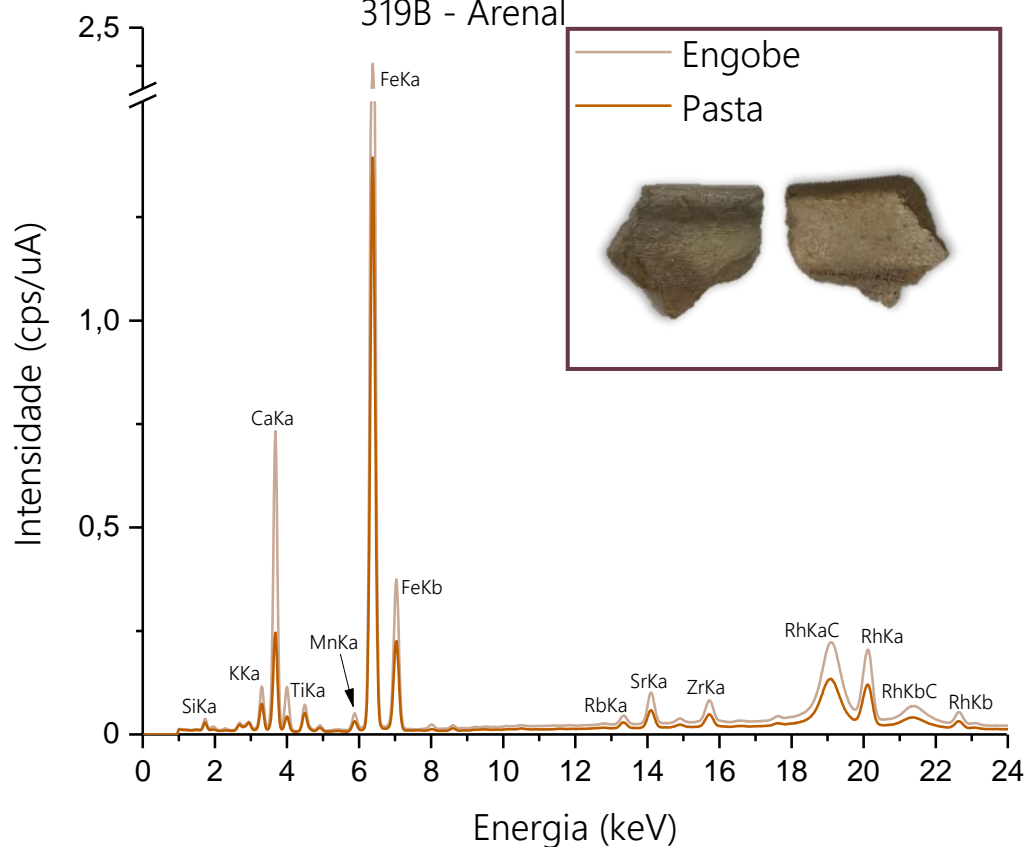 319B - Arenal
2,5
Engobe
FeKa
Pasta
1,0
CaKa
0,5
FeKb
MnKa
RhKaC
RhKa
KKa
SrKa
ZrKa
RhKbC
TiKa
RbKa
RhKb
SiKa
0
0 2 4 6 8 10 12 14 16 18 20 22 24
Intensidade (cps/uA)
Energia (keV)